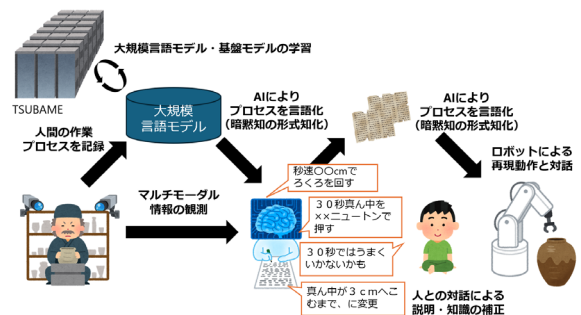 大規模言語モデル・基盤モデルの学習
TSUBAME
人間の作業
プロセスを記録
大規模
言語モデル
AIにより
プロセスを言語化
（暗黙知の形式知化）
AIにより
プロセスを言語化
（暗黙知の形式知化）
ロボットによる
再現動作と対話
マルチモーダル
情報の観測
秒速〇〇cmで
ろくろを回す
３０秒真ん中を
××ニュートンで
押す
３０秒ではうまく
いかないかも
真ん中が３ｃｍへこ
むまで、に変更
人との対話による
説明・知識の補正